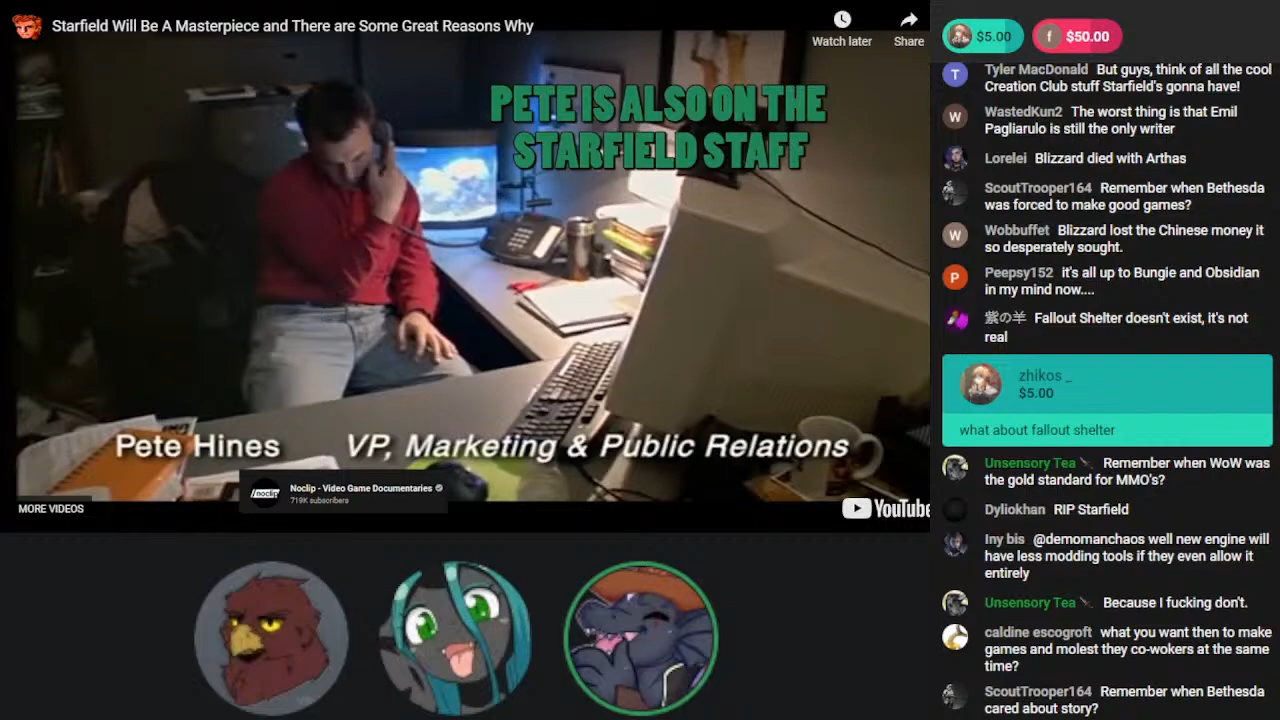 Starfield Will Be A Masterpiece and There are Some Great Reasons Why
Watch later
Share
PETE IS ALSO ON THE
STARFIELD STAFF
Pete Hines VP, Marketing & Public Relations
/noclip
Noclip - Video Game Documentaries
719K subscribers
MORE VIDEOS
YouTube
$5.00
f $50.00
T Tyler MacDonald But guys, think of all the cool
Creation Club stuff Starfield's gonna have!
W WastedKun2 The worst thing is that Emil
Pagliarulo is still the only writer
Lorelei Blizzard died with Arthas
ScoutTrooper164 Remember when Bethesda
was forced to make good games?
W Wobbuffet Blizzard lost the Chinese money it
so desperately sought.
P Peepsy152 it's all up to Bungie and Obsidian
in my mind now....
紫の羊 Fallout Shelter doesn't exist, it's not
real
zhikos _
$5.00
what about fallout shelter
Unsensory Tea Remember when WoW was
the gold standard for MMO's?
Dyliokhan RIP Starfield
Iny bis @demomanchaos well new engine will
have less modding tools if they even allow it
entirely
Unsensory Tea Because I fucking don't.
caldine escogroft what you want then to make
games and molest they co-wokers at the same
time?
ScoutTrooper164 Remember when Bethesda
cared about story?